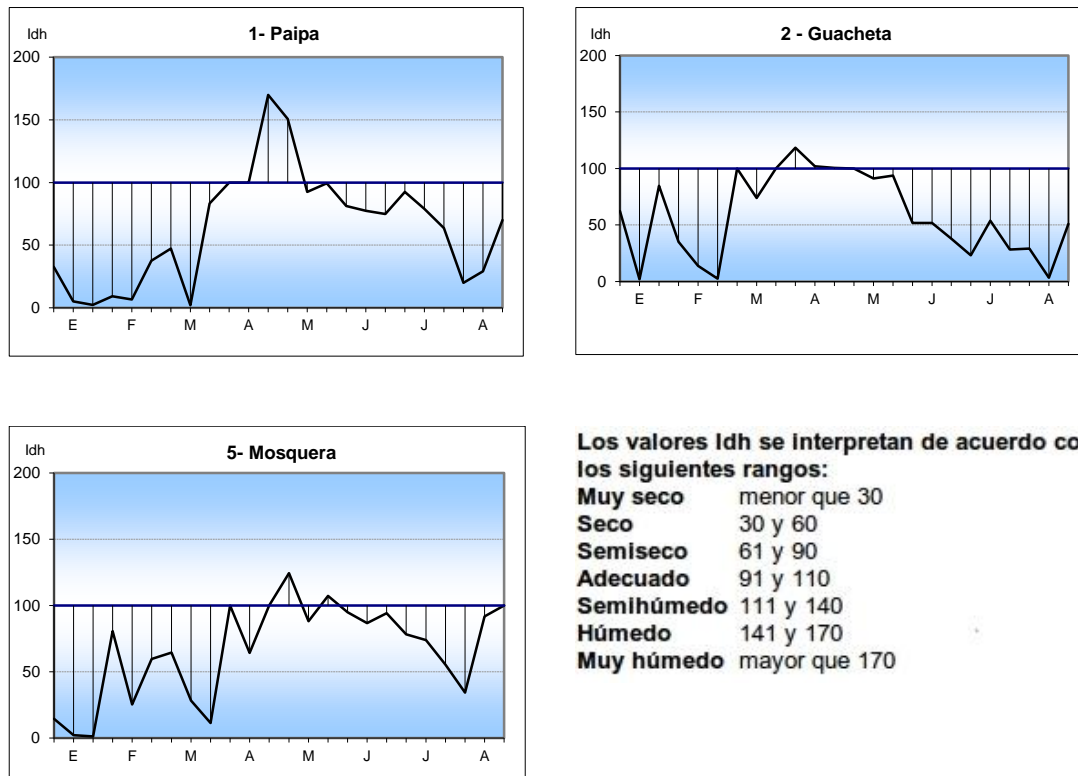 Idh
1- Paipa
200
150
100
50
0
E F M A M J J A
Idh
2 - Guacheta
200
150
100
50
0
E F M A M J J A
Idh
5- Mosquera
200
150
100
50
0
E F M A M J J A
Los valores Idh se interpretan de acuerdo co
los siguientes rangos:
Muy seco menor que 30
Seco 30 y 60
Semiseco 61 y 90
Adecuado 91 y 110
Semihúmedo 111 y 140
Húmedo 141 y 170
Muy húmedo mayor que 170